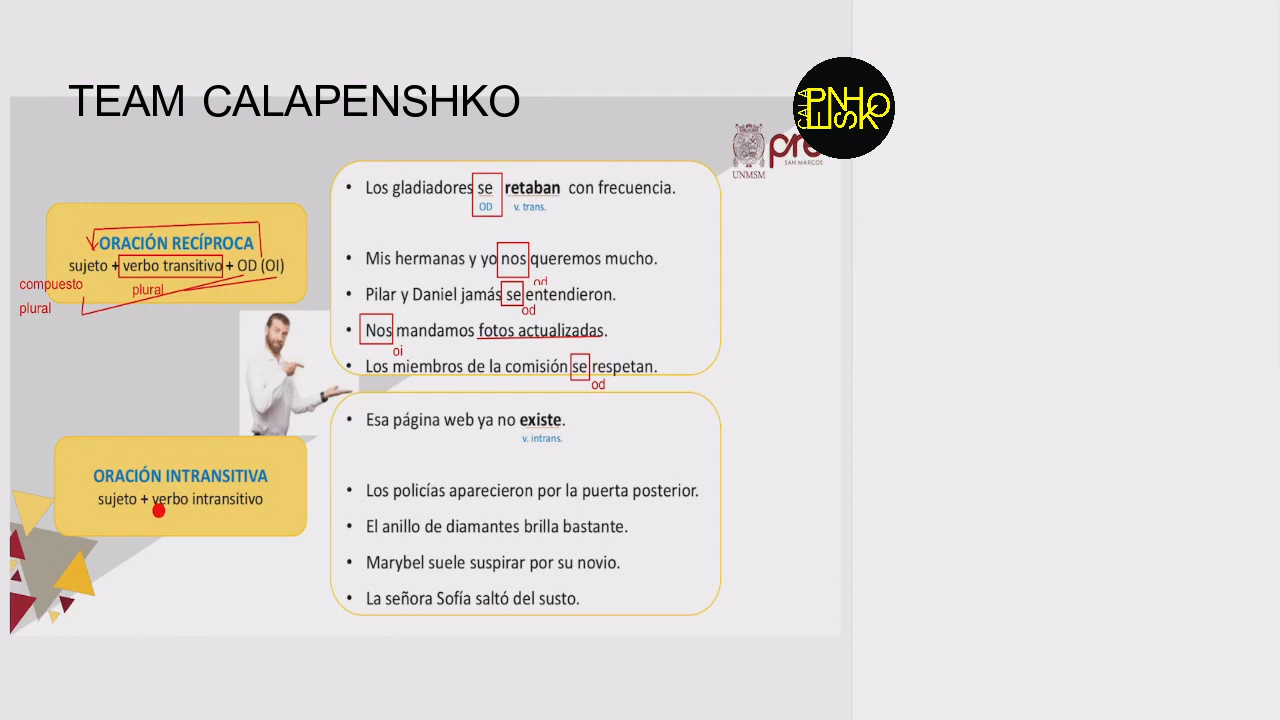 TEAM CALAPENSHKO
CALA
PENHSKO
pre
SAN MARCOS
UNMSM
• Los gladiadores se retaban con frecuencia.
OD v. trans.
ORACIÓN RECÍPROCA
sujeto + verbo transitivo + OD (OI)
compuesto
plural
plural
• Mis hermanas y yo nos queremos mucho.
od
• Pilar y Daniel jamás se entendieron.
od
• Nos mandamos fotos actualizadas.
oi
• Los miembros de la comisión se respetan.
od
• Esa página web ya no existe.
v. intrans.
ORACIÓN INTRANSITIVA
sujeto + verbo intransitivo
• Los policías aparecieron por la puerta posterior.
• El anillo de diamantes brilla bastante.
• Marybel suele suspirar por su novio.
• La señora Sofía saltó del susto.